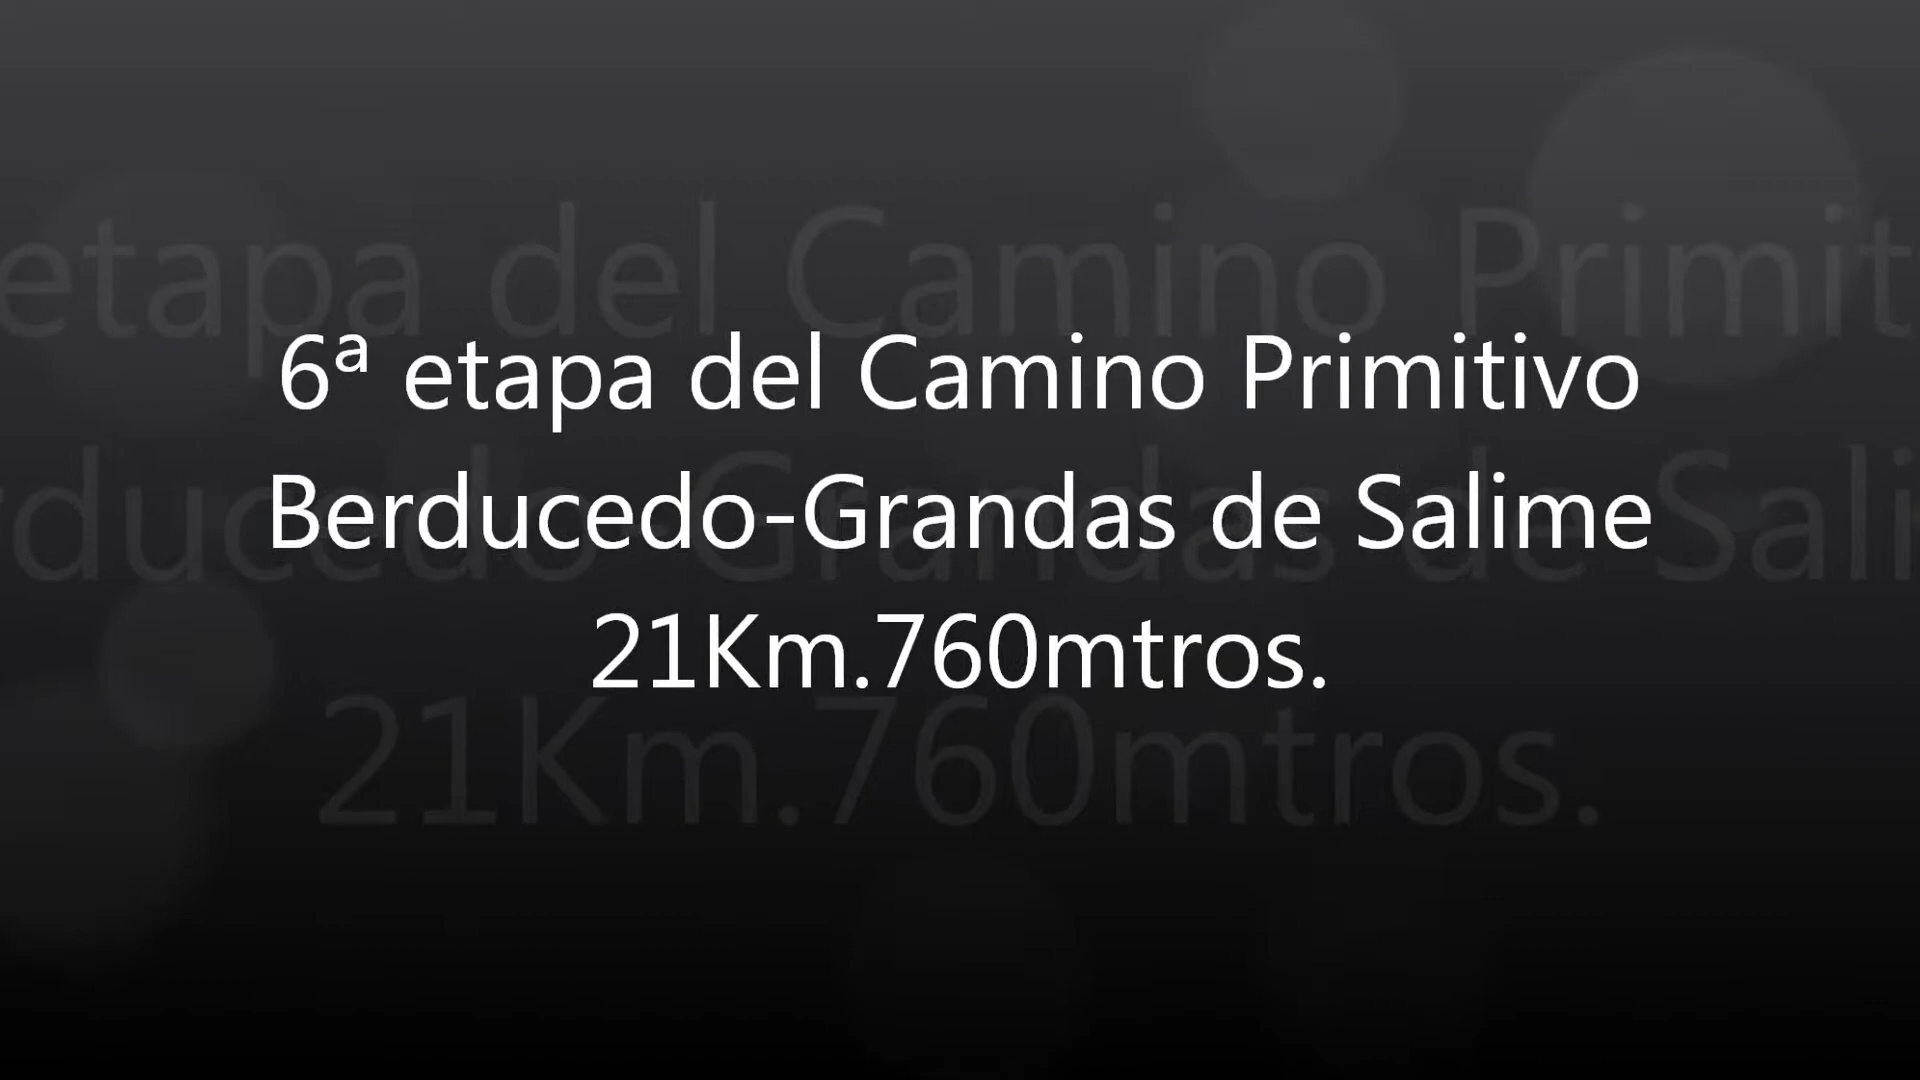 6ª etapa del Camino Primitivo
Berducedo-Grandas de Salime
21Km.760mtros.